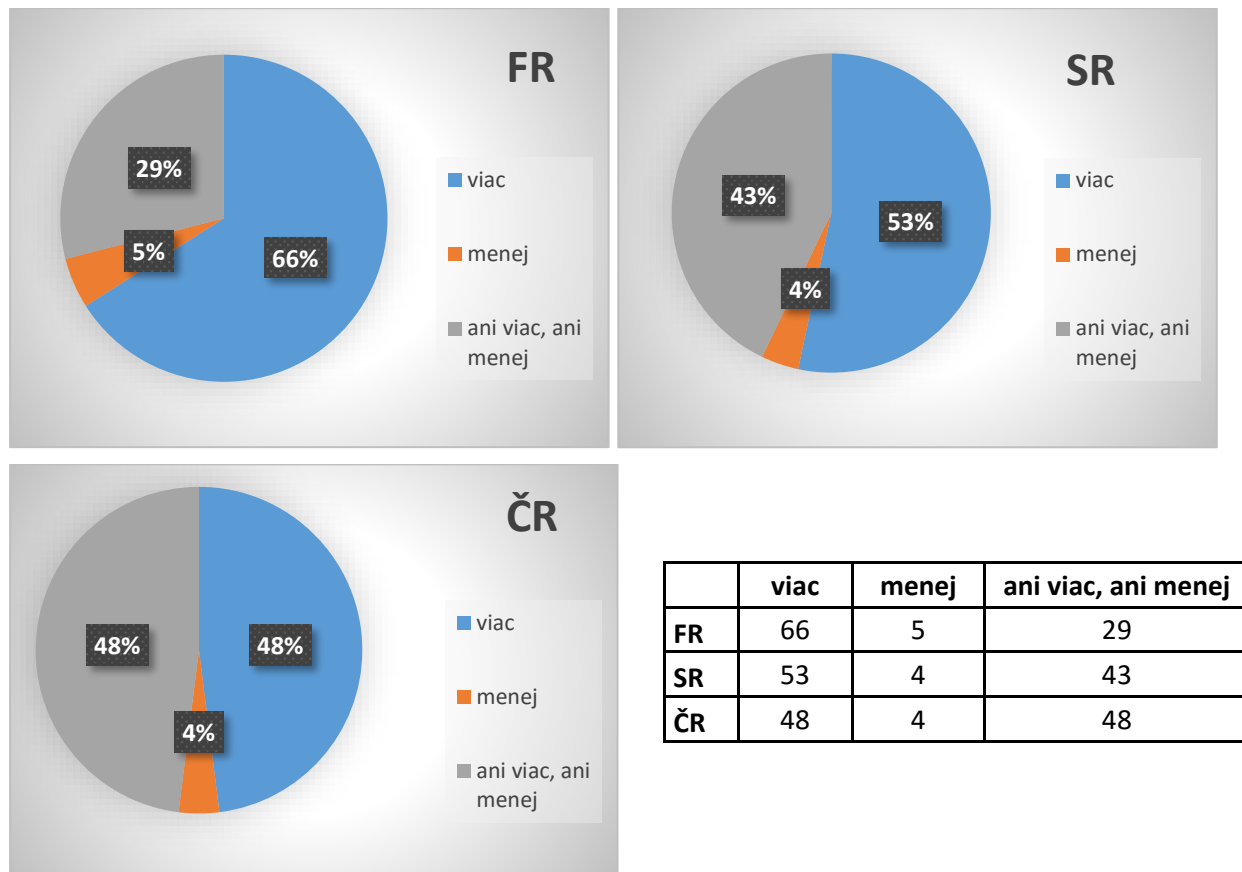 FR
29%
5%
66%
viac
menej
ani viac, ani
menej
SR
43%
53%
4%
viac
menej
ani viac, ani
menej
ČR
48%
48%
4%
viac
menej
ani viac, ani
menej
viac menej ani viac, ani menej
FR 66 5 29
SR 53 4 43
ČR 48 4 48